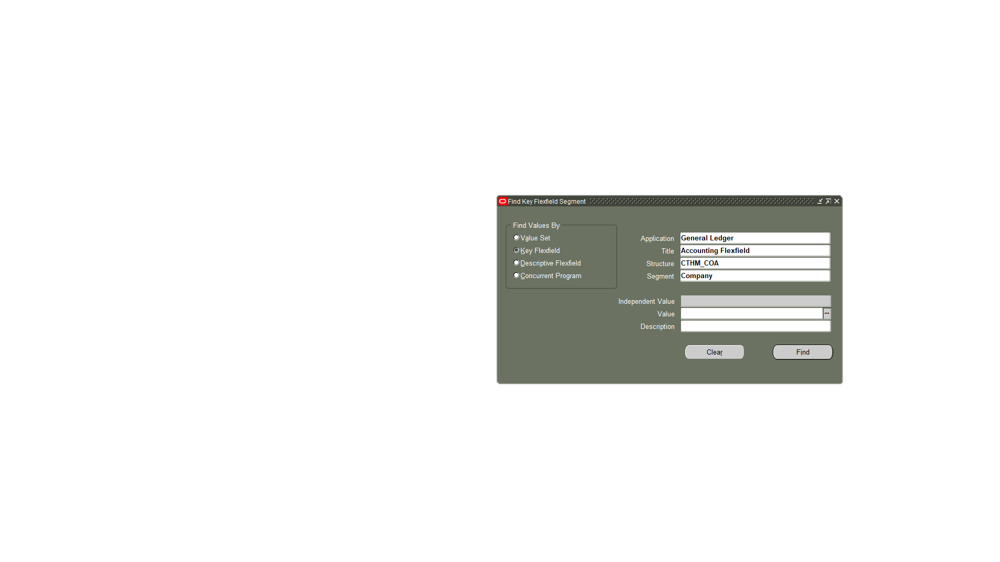 Find Key Flexfield Segment
Find Values By
Value Set
Key Flexfield
Descriptive Flexfield
Concurrent Program
Application General Ledger
Title Accounting Flexfield
Structure CTHM_COA
Segment Company
Independent Value
Value ...
Description
Clear Find